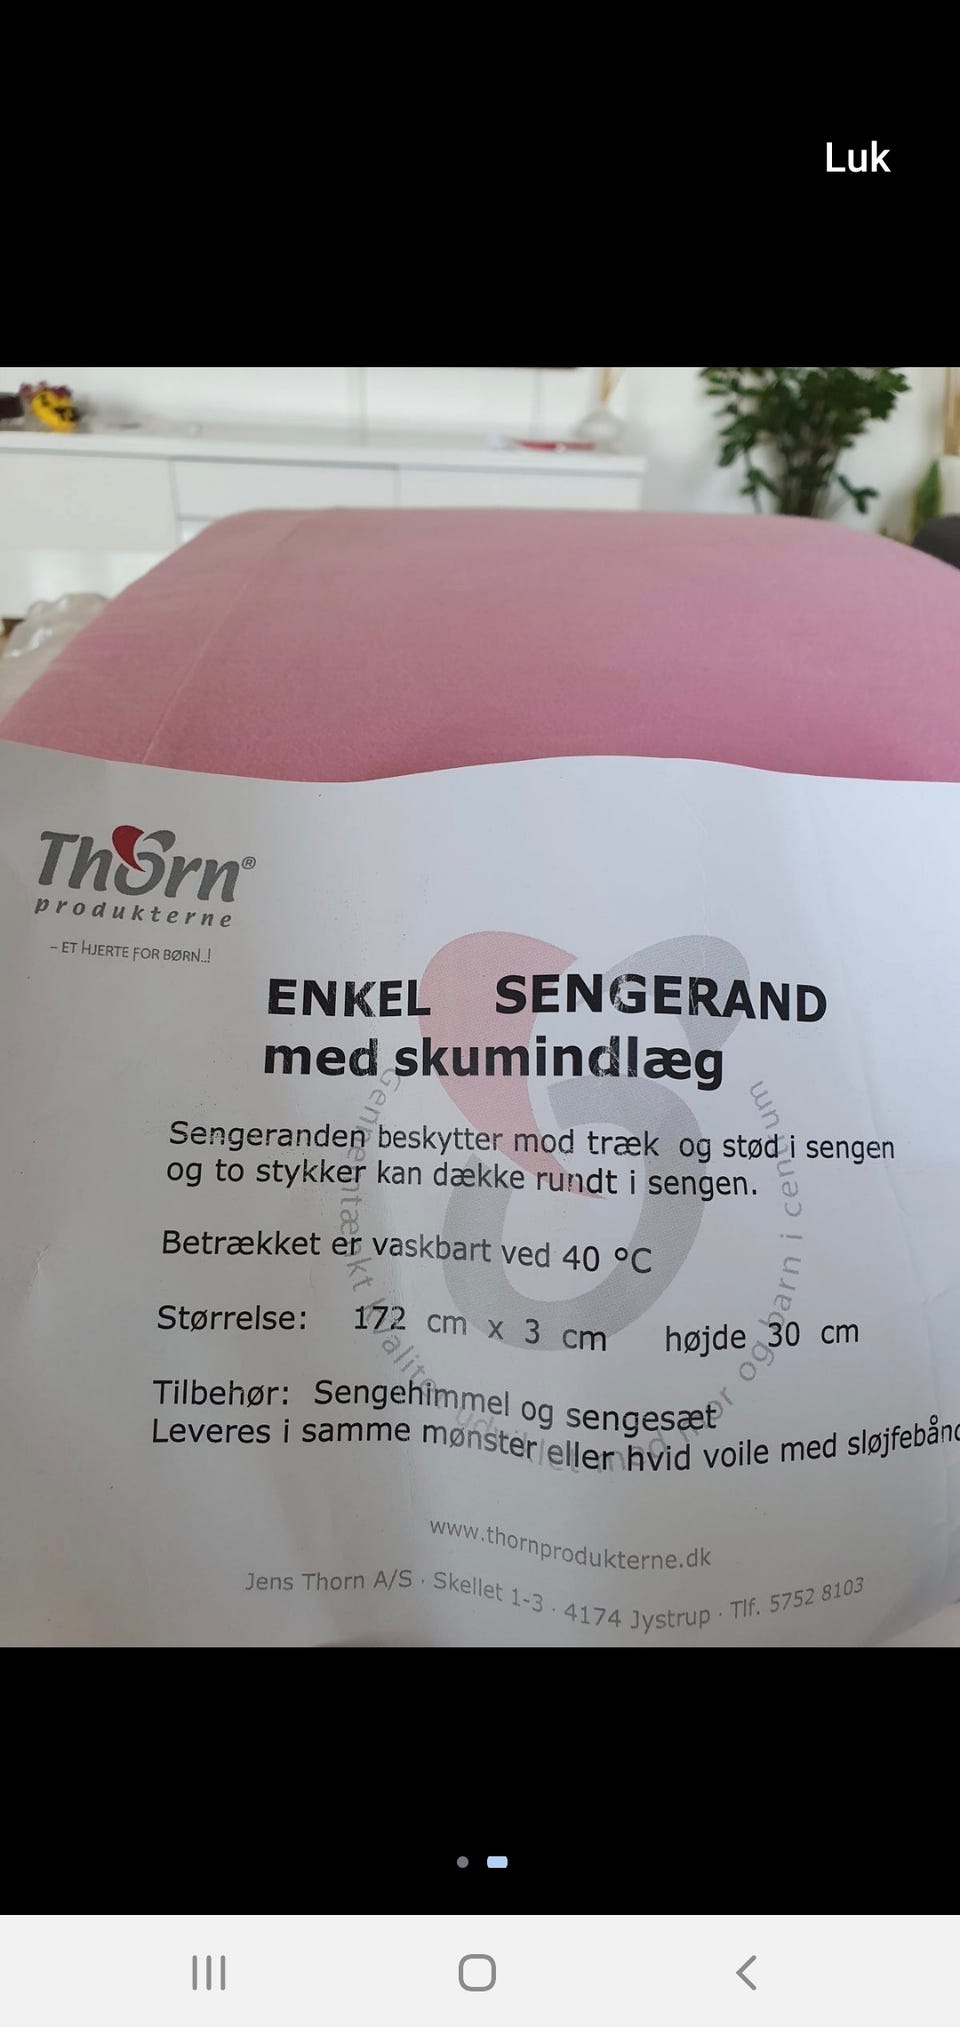 Luk
Thorn®
produkterne
– ET HJERTE FOR BØRN..!
ENKEL SENGERAND
med skumindlæg
Sengeranden beskytter mod træk og stød i sengen
og to stykker kan dække rundt i sengen.
Betrækket er vaskbart ved 40 °C
Størrelse: 172 cm x 3 cm højde 30 cm
Tilbehør: Sengehimmel og sengesæt
Leveres i samme mønster eller hvid voile med sløjfebånd
www.thornprodukterne.dk
Jens Thorn A/S · Skellet 1-3 · 4174 Jystrup · Tlf. 5752 8103